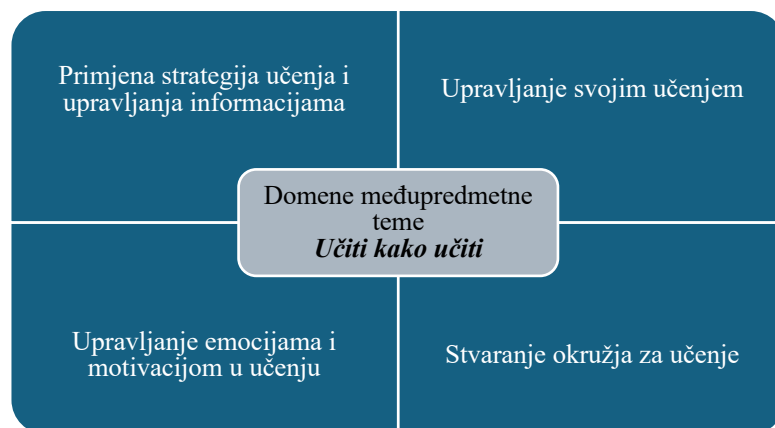 Primjena strategija učenja i
upravljanja informacijama
Upravljanje svojim učenjem
Domene međupredmetne
teme
Učiti kako učiti
Upravljanje emocijama i
motivacijom u učenju
Stvaranje okružja za učenje